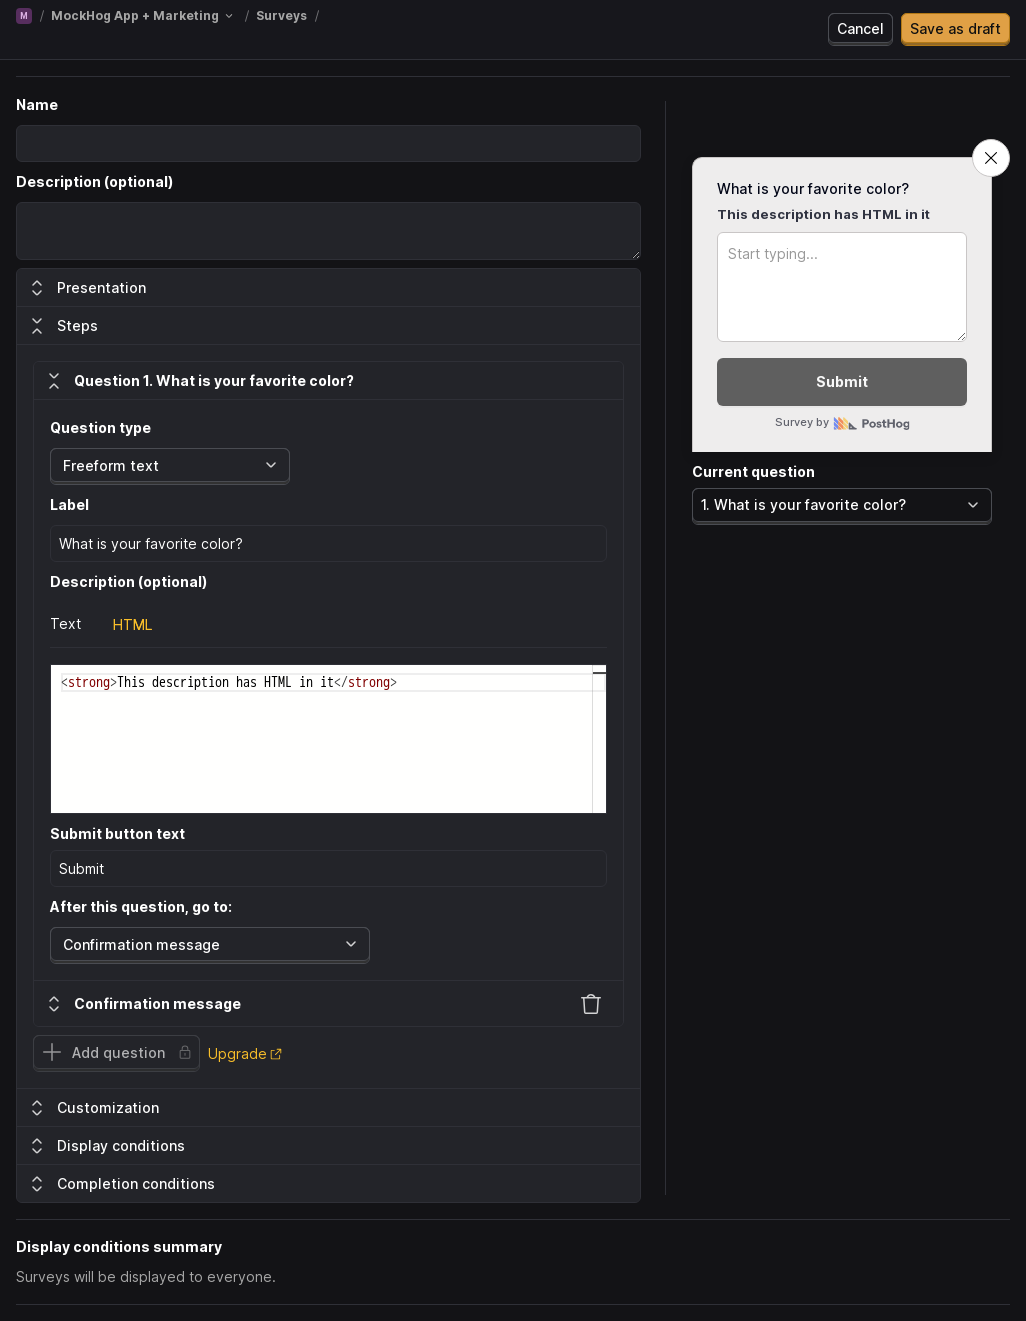 M / MockHog App + Marketing / Surveys /
Cancel
Save as draft
Name
Description (optional)
Presentation
Steps
Question 1. What is your favorite color?
Question type
Freeform text
Label
What is your favorite color?
Description (optional)
Text HTML
<strong>This description has HTML in it</strong>
Submit button text
Submit
After this question, go to:
Confirmation message
Confirmation message
Add question Upgrade
Customization
Display conditions
Completion conditions
What is your favorite color?
This description has HTML in it
Start typing...
Submit
Survey by PostHog
Current question
1. What is your favorite color?
Display conditions summary
Surveys will be displayed to everyone.